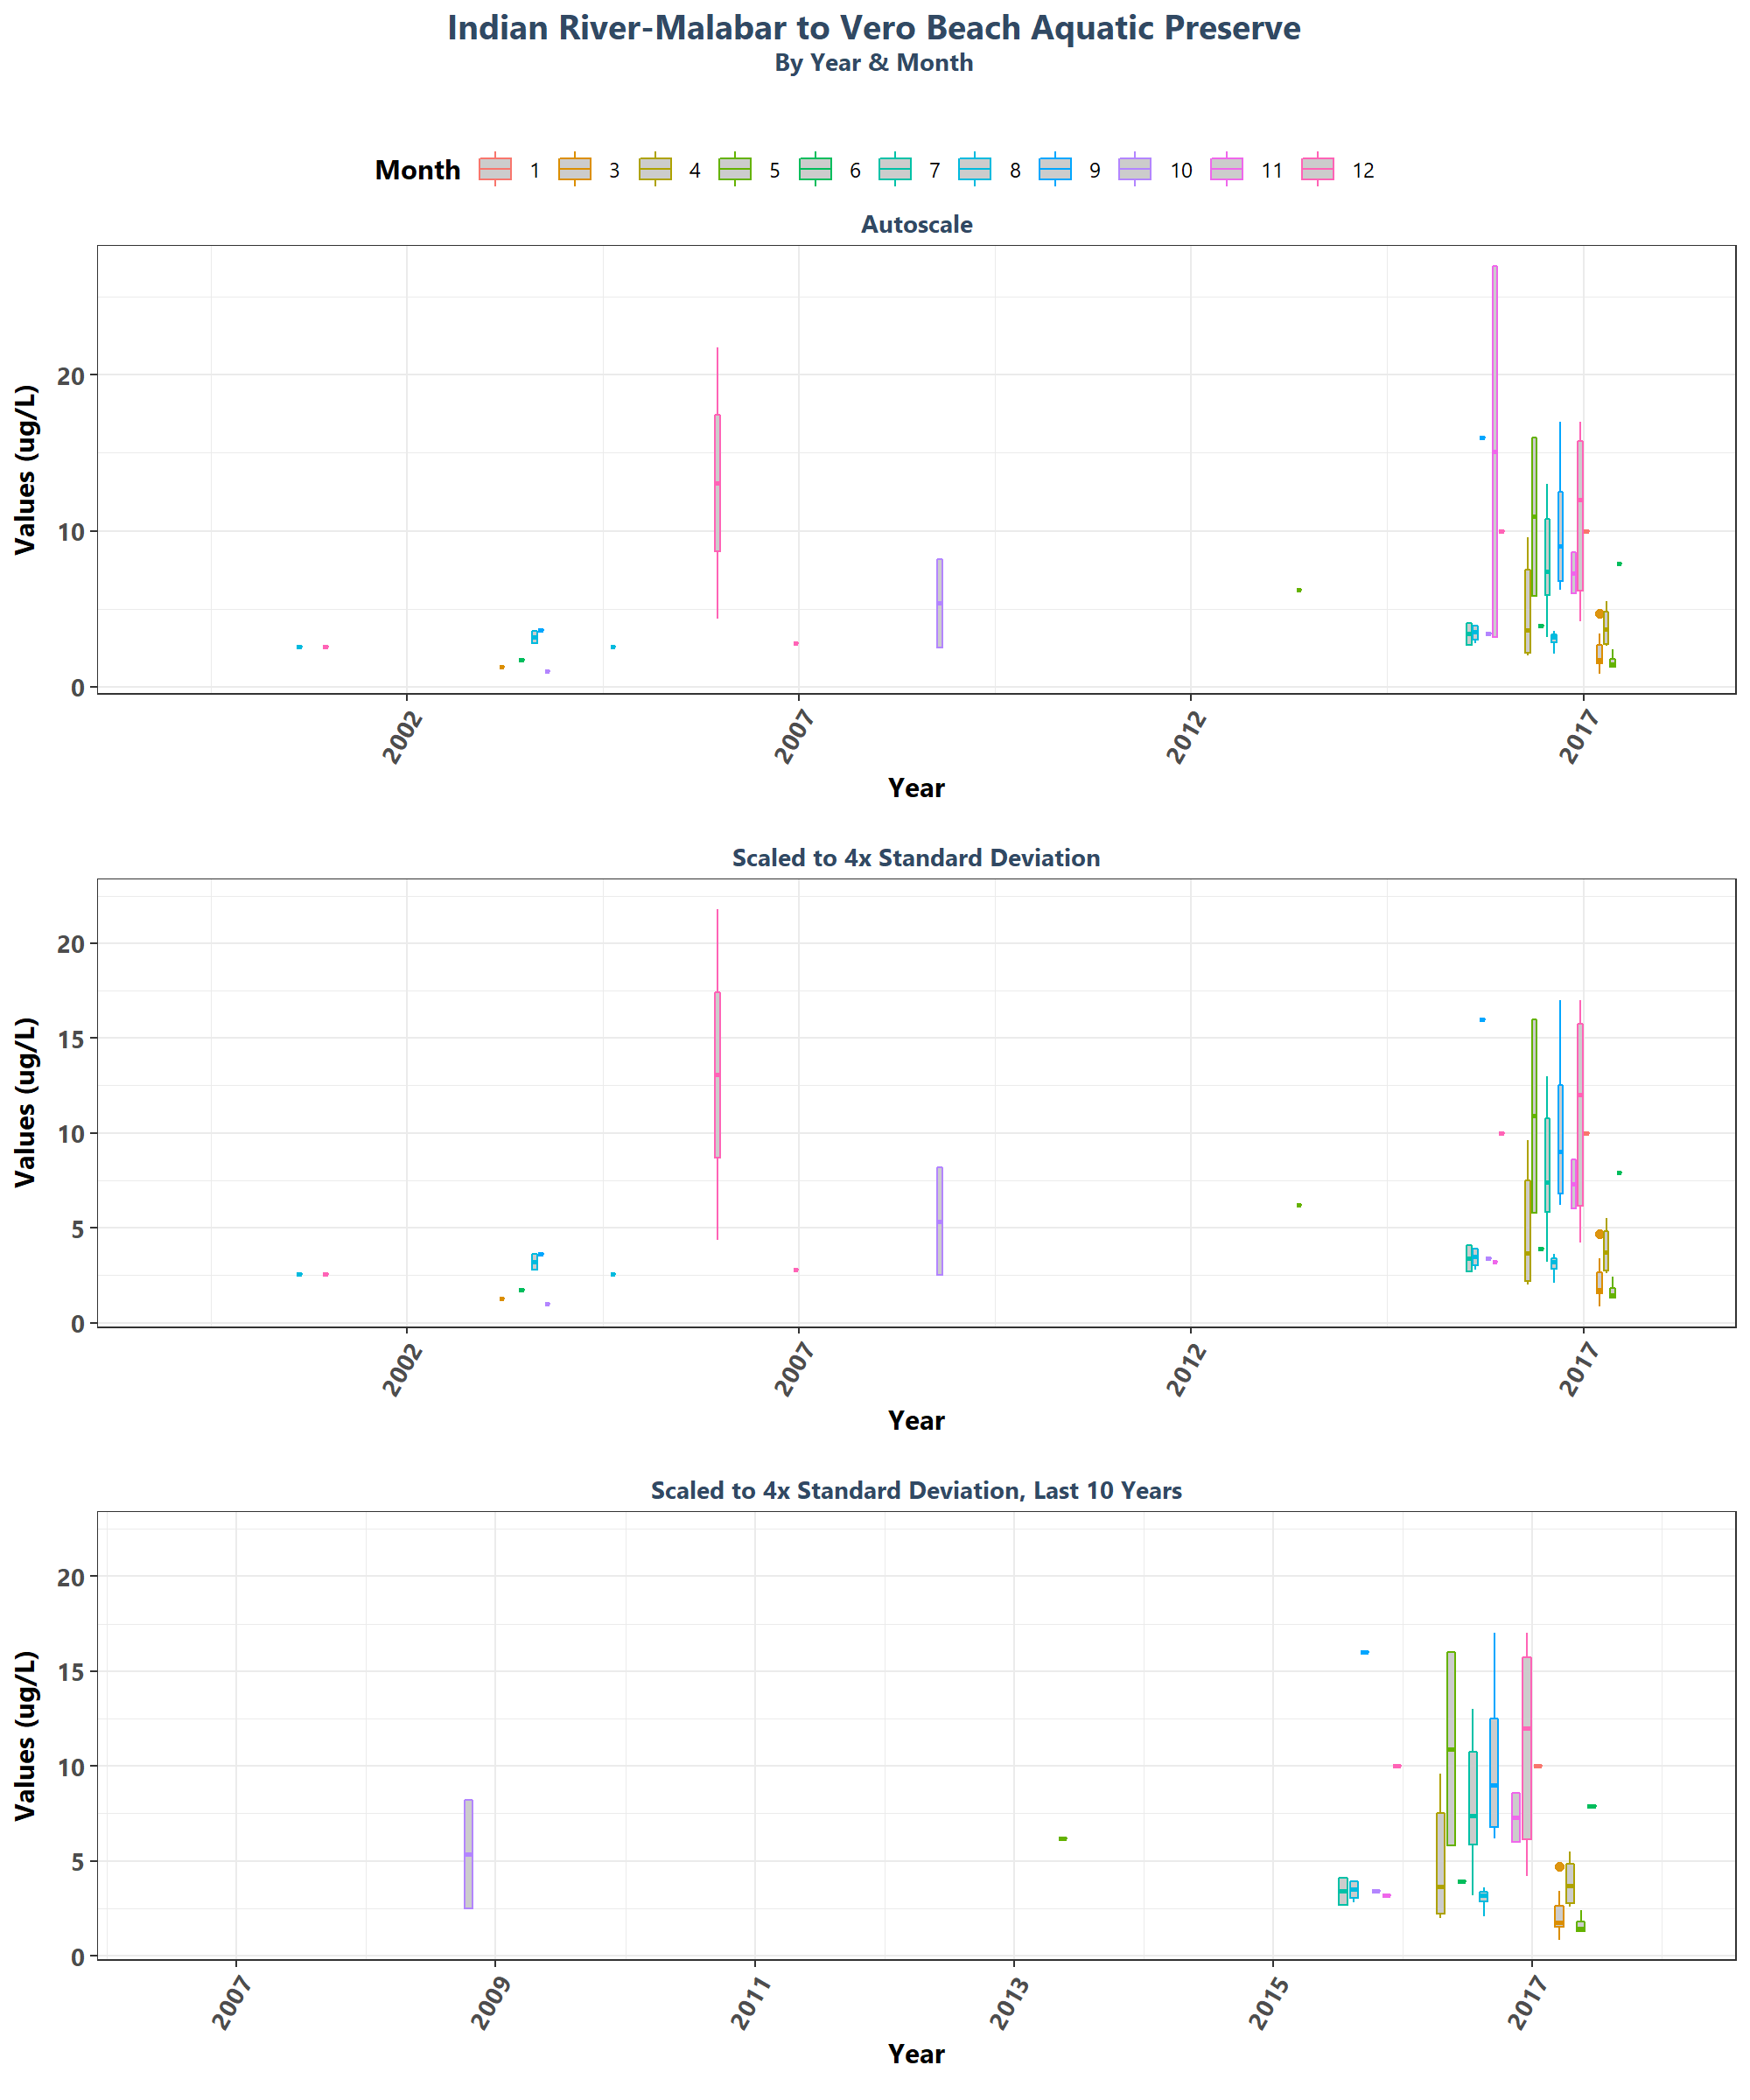 Indian River-Malabar to Vero Beach Aquatic Preserve
By Year & Month
Month 1 3 4 5 6 7 8 9 10 11 12
Autoscale
Values (ug/L)
20
10
0
2002 2007 2012 2017
Year
Scaled to 4x Standard Deviation
Values (ug/L)
20
15
10
5
0
2002 2007 2012 2017
Year
Scaled to 4x Standard Deviation, Last 10 Years
Values (ug/L)
20
15
10
5
0
2007 2009 2011 2013 2015 2017
Year